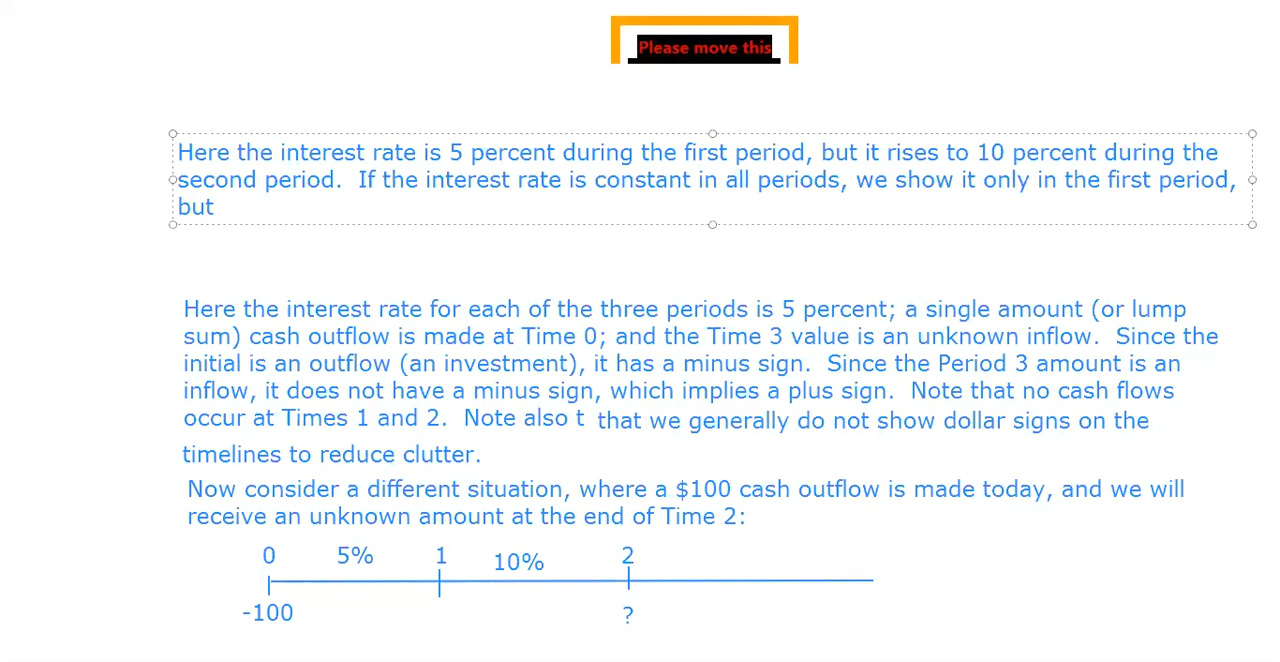 Please move this
Here the interest rate is 5 percent during the first period, but it rises to 10 percent during the
second period.  If the interest rate is constant in all periods, we show it only in the first period,
but
Here the interest rate for each of the three periods is 5 percent; a single amount (or lump
sum) cash outflow is made at Time 0; and the Time 3 value is an unknown inflow.  Since the
initial is an outflow (an investment), it has a minus sign.  Since the Period 3 amount is an
inflow, it does not have a minus sign, which implies a plus sign.  Note that no cash flows
occur at Times 1 and 2.  Note also t that we generally do not show dollar signs on the
timelines to reduce clutter.
Now consider a different situation, where a $100 cash outflow is made today, and we will
receive an unknown amount at the end of Time 2:
0 5% 1 10% 2
-100 ?